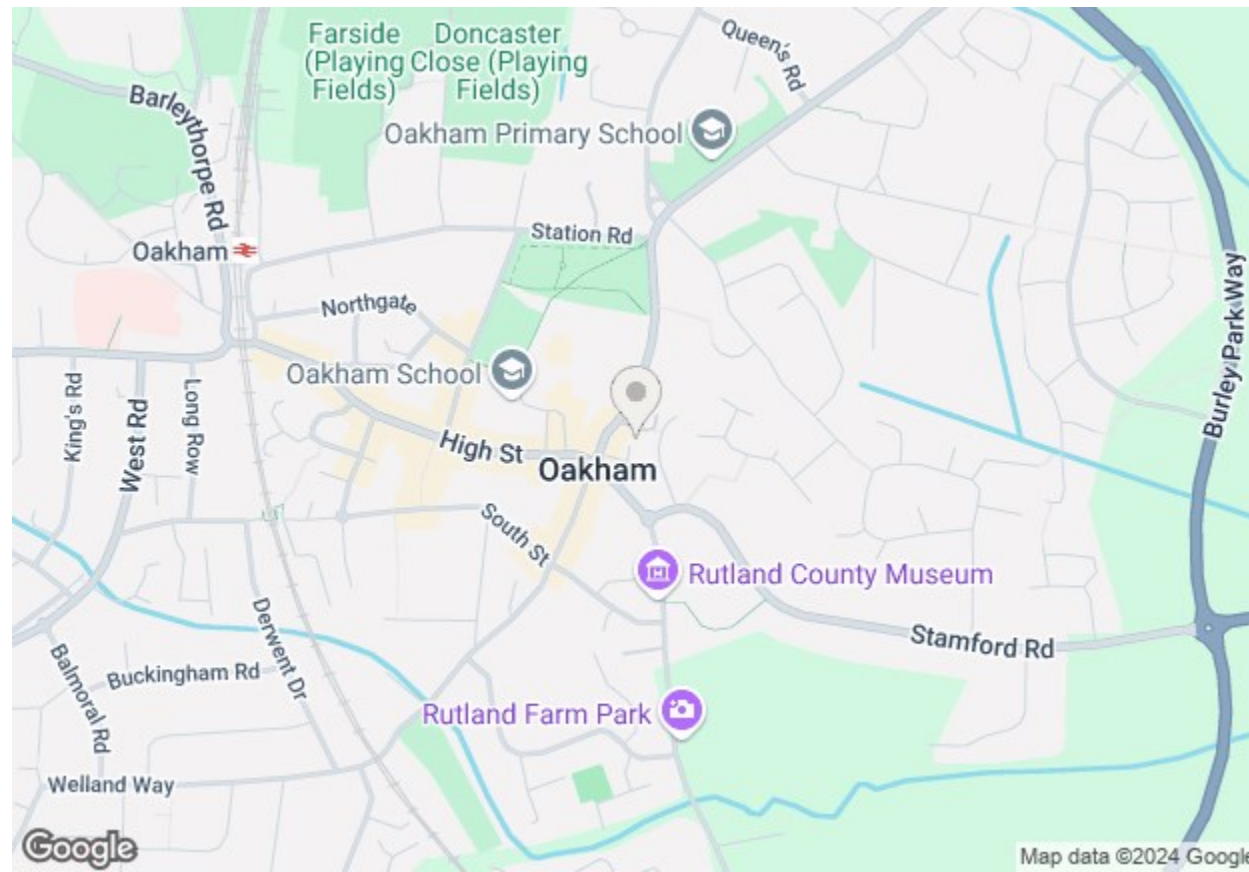 Farside
(Playing
Fields)
Doncaster
Close (Playing
Fields)
Queen's Rd
Barleythorpe Rd
Oakham Primary School
Station Rd
Oakham
Northgate
Burley Park Way
Oakham School
King's Rd
West Rd
Long Row
High St
Oakham
South St
Rutland County Museum
Derwent Dr
Stamford Rd
Balmoral Rd
Buckingham Rd
Rutland Farm Park
Welland Way
Google
Map data ©2024 Google